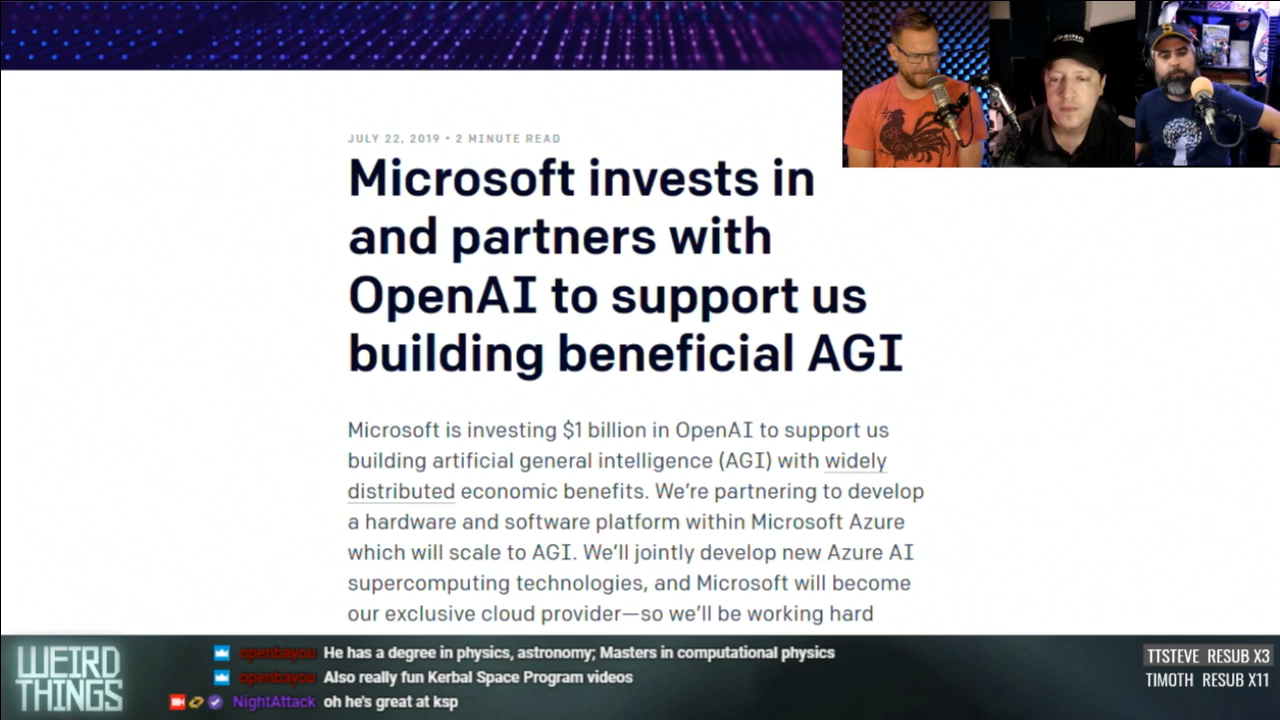 JULY 22, 2019 • 2 MINUTE READ
Microsoft invests in
and partners with
OpenAI to support us
building beneficial AGI
Microsoft is investing $1 billion in OpenAI to support us
building artificial general intelligence (AGI) with widely
distributed economic benefits. We’re partnering to develop
a hardware and software platform within Microsoft Azure
which will scale to AGI. We’ll jointly develop new Azure AI
supercomputing technologies, and Microsoft will become
our exclusive cloud provider—so we’ll be working hard
WEIRD
THINGS
openbayou He has a degree in physics, astronomy; Masters in computational physics
openbayou Also really fun Kerbal Space Program videos
NightAttack oh he's great at ksp
TTSTEVE RESUB X3
TIMOTH RESUB X11